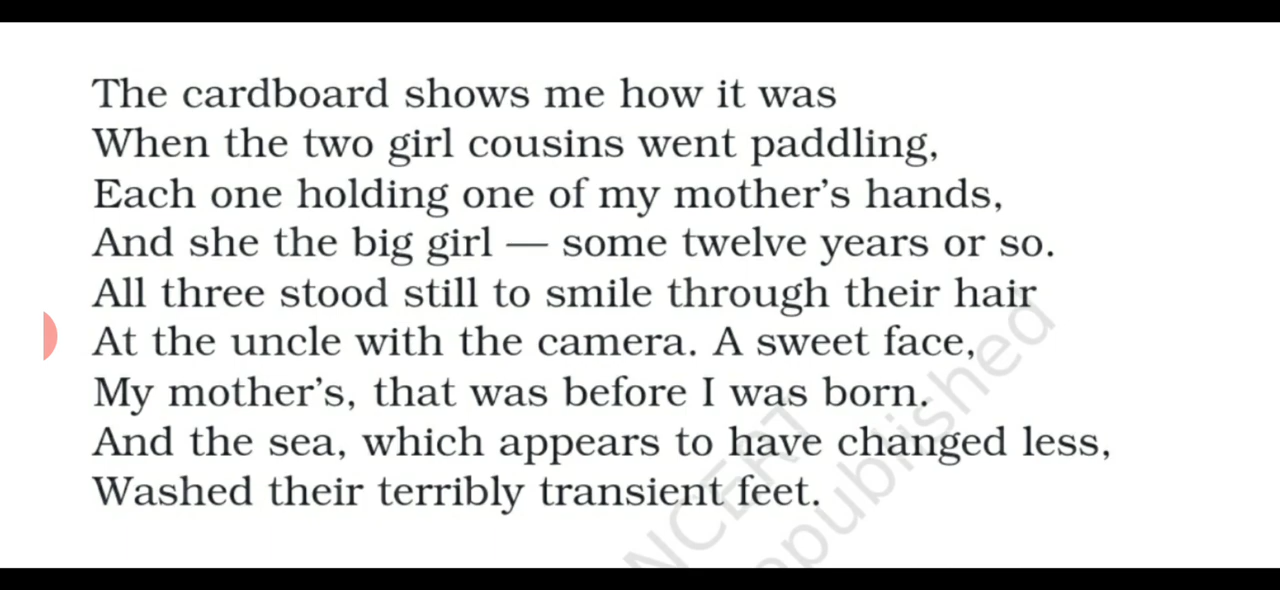 The cardboard shows me how it was
When the two girl cousins went paddling,
Each one holding one of my mother’s hands,
And she the big girl — some twelve years or so.
All three stood still to smile through their hair
At the uncle with the camera. A sweet face,
My mother’s, that was before I was born.
And the sea, which appears to have changed less,
Washed their terribly transient feet.
NCERT